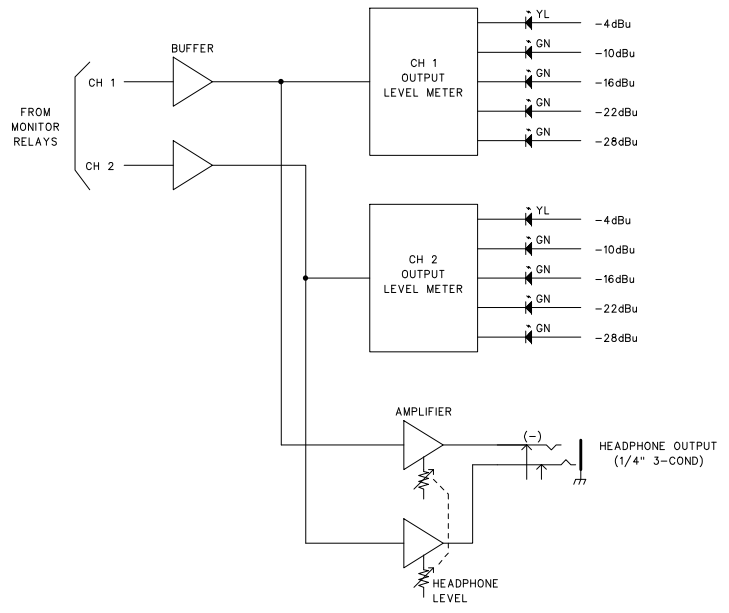 BUFFER
CH 1
FROM
MONITOR
RELAYS
CH 2
CH 1
OUTPUT
LEVEL METER
YL
-4dBu
GN
-10dBu
GN
-16dBu
GN
-22dBu
GN
-28dBu
CH 2
OUTPUT
LEVEL METER
YL
-4dBu
GN
-10dBu
GN
-16dBu
GN
-22dBu
GN
-28dBu
AMPLIFIER
(-)
HEADPHONE OUTPUT
(1/4" 3-COND)
HEADPHONE
LEVEL